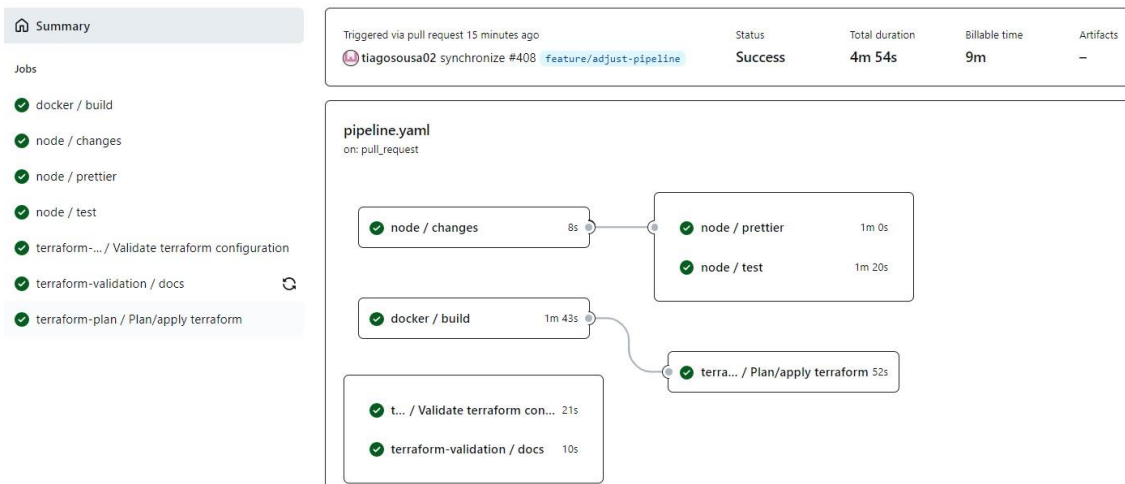 Summary
Jobs
docker / build
node / changes
node / prettier
node / test
terraform-... / Validate terraform configuration
terraform-validation / docs
terraform-plan / Plan/apply terraform
Triggered via pull request 15 minutes ago
tiagosousa02 synchronize #408 feature/adjust-pipeline
Status
Success
Total duration
4m 54s
Billable time
9m
Artifacts
–
pipeline.yaml
on: pull_request
node / changes 8s
node / prettier 1m 0s
node / test 1m 20s
docker / build 1m 43s
terra... / Plan/apply terraform 52s
t... / Validate terraform con... 21s
terraform-validation / docs 10s